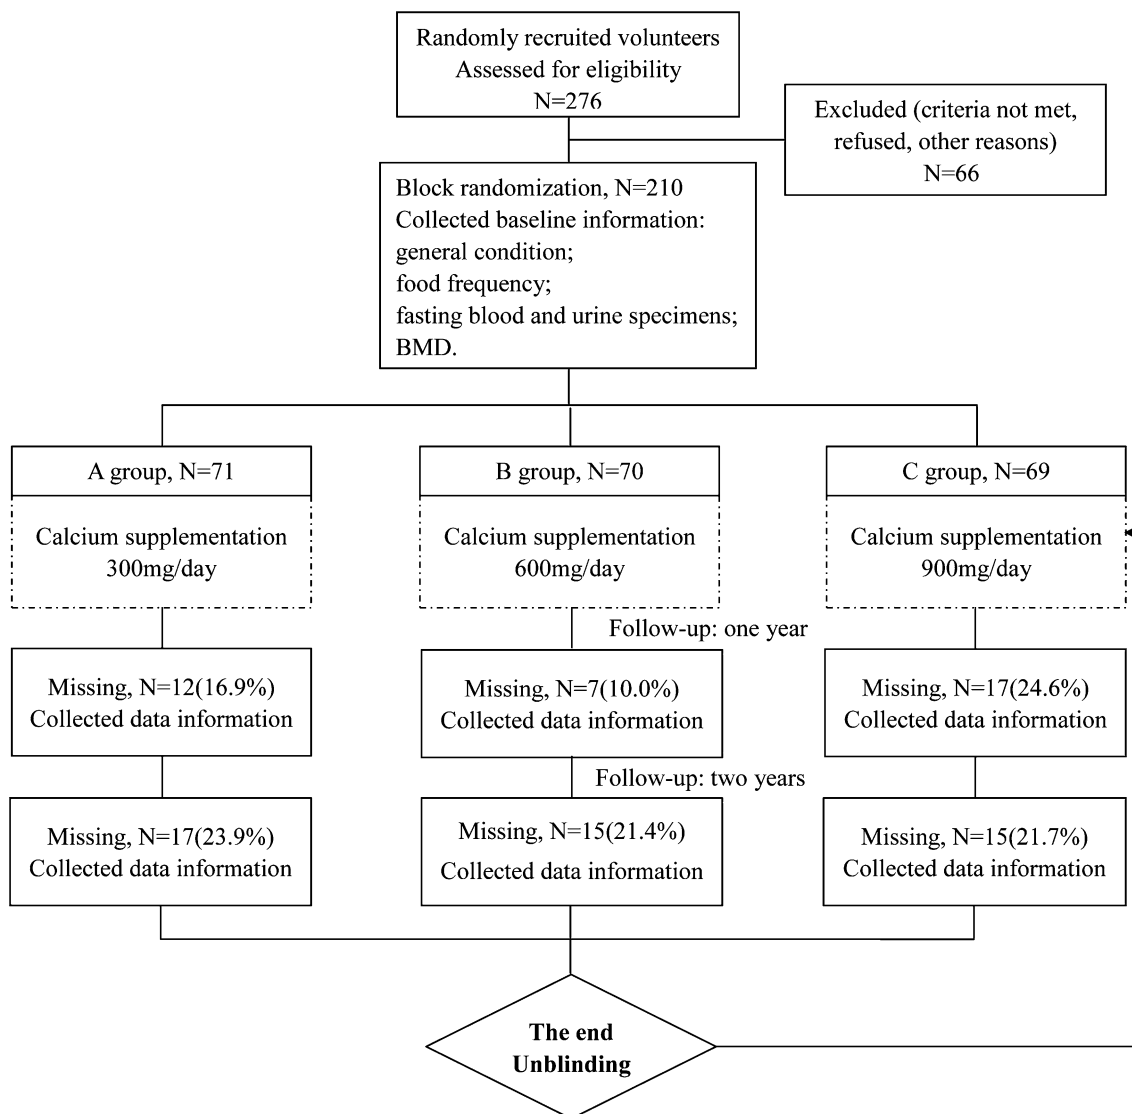 Randomly recruited volunteers
Assessed for eligibility
N=276
Excluded (criteria not met,
refused, other reasons)
N=66
Block randomization, N=210
Collected baseline information:
general condition;
food frequency;
fasting blood and urine specimens;
BMD.
A group, N=71
Calcium supplementation
300mg/day
B group, N=70
Calcium supplementation
600mg/day
C group, N=69
Calcium supplementation
900mg/day
Follow-up: one year
Missing, N=12(16.9%)
Collected data information
Missing, N=7(10.0%)
Collected data information
Missing, N=17(24.6%)
Collected data information
Follow-up: two years
Missing, N=17(23.9%)
Collected data information
Missing, N=15(21.4%)
Collected data information
Missing, N=15(21.7%)
Collected data information
The end
Unblinding